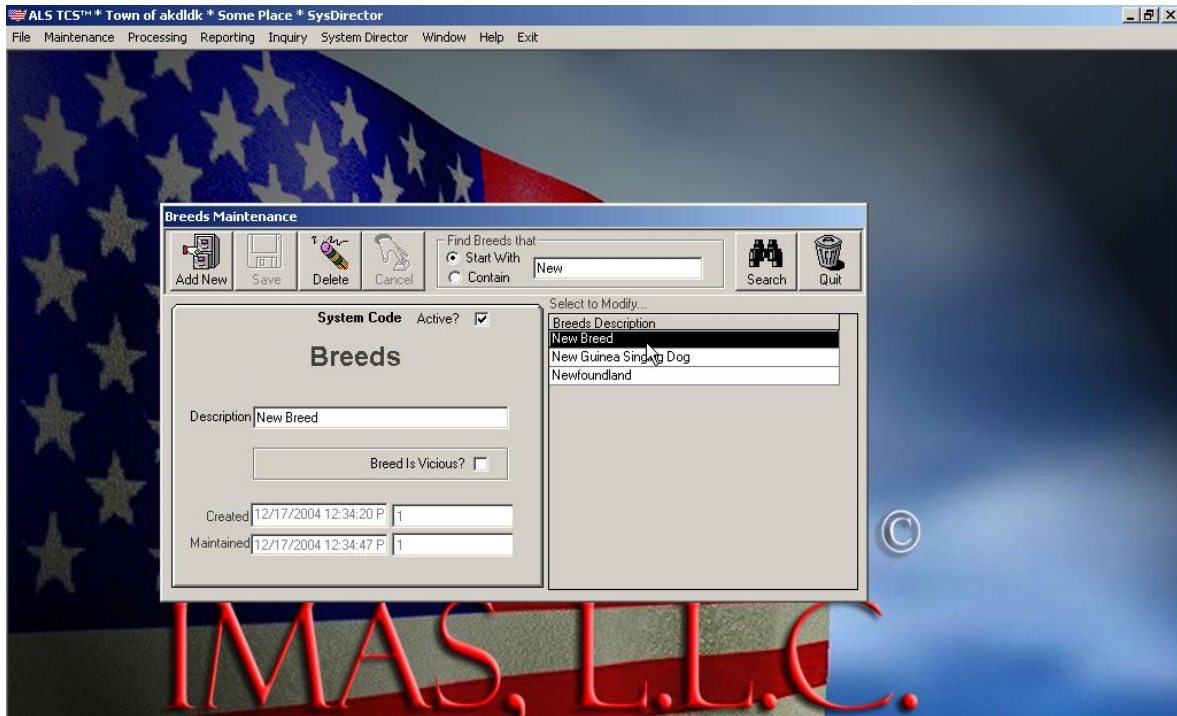 ALS TCS™ * Town of akdldk * Some Place * SysDirector
File Maintenance Processing Reporting Inquiry System Director Window Help Exit
Breeds Maintenance
Add New Save Delete Cancel
Find Breeds that
Start With
Contain
New
Search Quit
System Code Active?
Breeds
Description New Breed
Breed Is Vicious?
Created 12/17/2004 12:34:20 P 1
Maintained 12/17/2004 12:34:47 P 1
Select to Modify...
Breeds Description
New Breed
New Guinea Singing Dog
Newfoundland
©
IMAS, L.L.C.